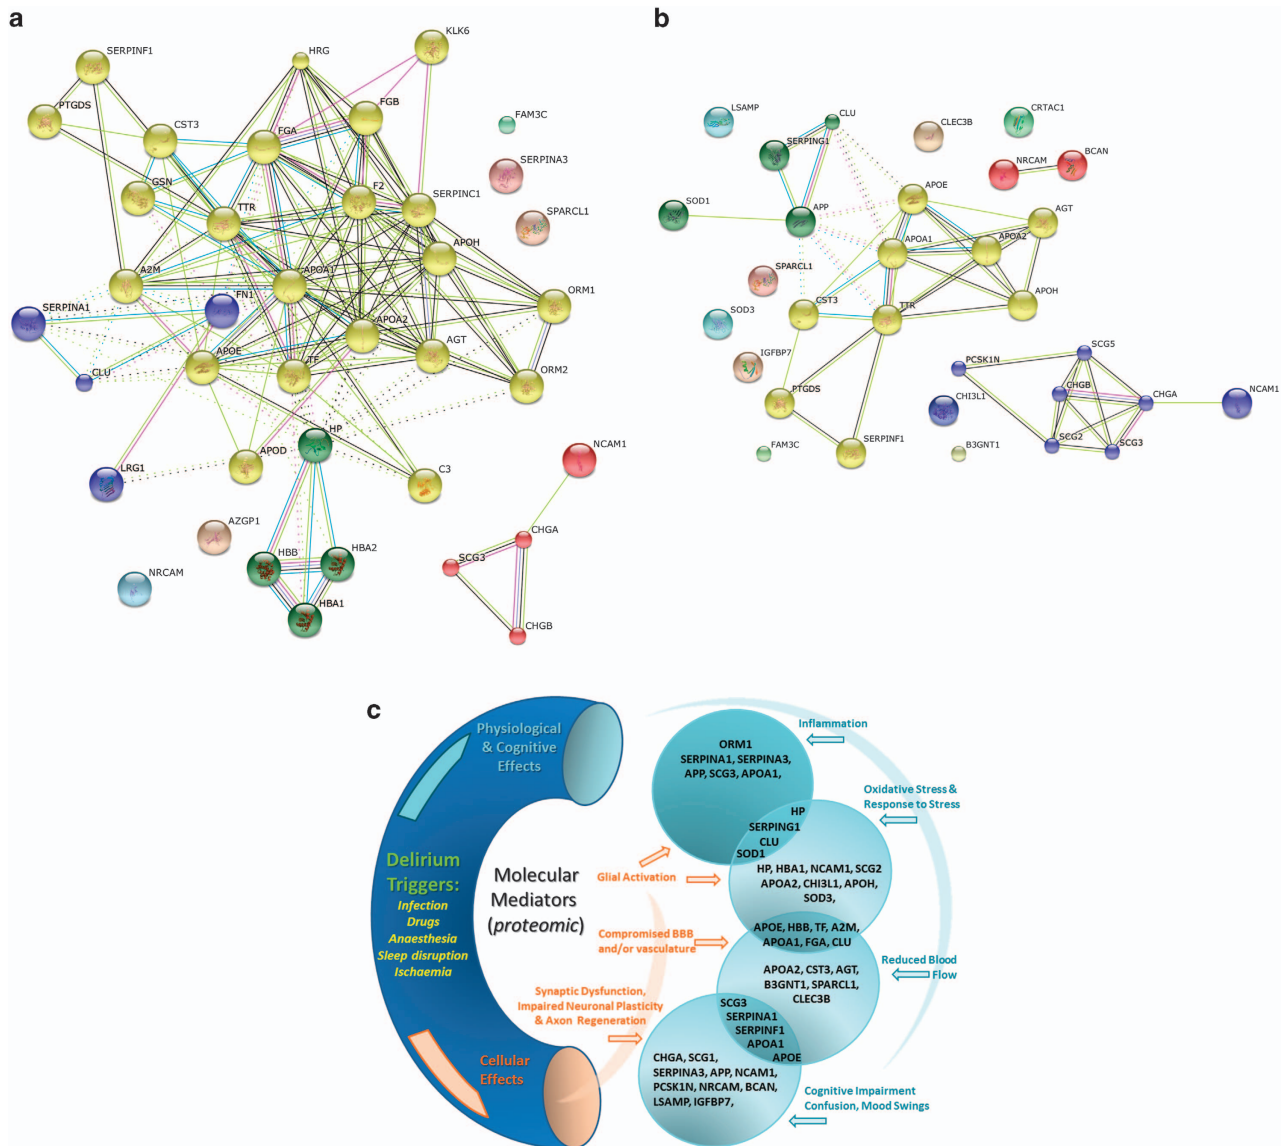 a
SERPINF1
HRG
KLK6
PTGDS
FGB
CST3
FGA
FAM3C
SERPINA3
GSN
F2
SERPINC1
TTR
SPARCL1
APOH
A2M
APOA1
SERPINA1
FN1
ORM1
APOA2
CLU
APOE
TF
AGT
ORM2
HP
NCAM1
LRG1
APOD
C3
AZGP1
HBB
HBA2
CHGA
SCG3
NRCAM
HBA1
CHGB
b
LSAMP
CLU
CLEC3B
CRTAC1
SERPING1
NRCAM
BCAN
SOD1
APP
APOE
AGT
APOA1
APOA2
SPARCL1
CST3
TTR
APOH
SOD3
IGFBP7
PCSK1N
SCG5
PTGDS
CHGB
CHGA
NCAM1
CHI3L1
SCG2
SCG3
FAM3C
SERPINF1
B3GNT1
c
Physiological
& Cognitive
Effects
Delirium
Triggers:
Infection
Drugs
Anaesthesia
Sleep disruption
Ischaemia
Cellular
Effects
Molecular
Mediators
(proteomic)
Glial Activation
Compromised BBB
and/or vasculature
Synaptic Dysfunction,
Impaired Neuronal Plasticity
& Axon Regeneration
ORM1
SERPINA1, SERPINA3,
APP, SCG3, APOA1,
HP
SERPING1
CLU
SOD1
HP, HBA1, NCAM1, SCG2
APOA2, CHI3L1, APOH,
SOD3,
APOE, HBB, TF, A2M,
APOA1, FGA, CLU
APOA2, CST3, AGT,
B3GNT1, SPARCL1,
CLEC3B
SCG3
SERPINA1
SERPINF1
APOA1
APOE
CHGA, SCG1,
SERPINA3, APP, NCAM1,
PCSK1N, NRCAM, BCAN,
LSAMP, IGFBP7,
Inflammation
Oxidative Stress &
Response to Stress
Reduced Blood
Flow
Cognitive Impairment
Confusion, Mood Swings